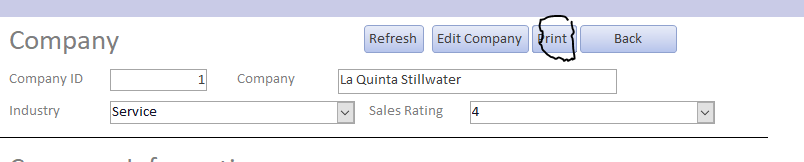 Company Refresh Edit Company Print Back
Company ID 1 Company La Quinta Stillwater
Industry Service Sales Rating 4